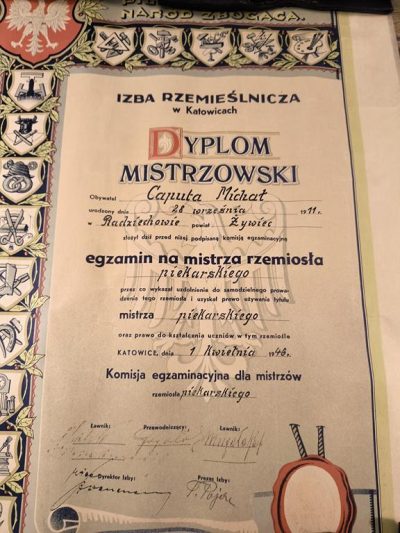 NARÓD ZBOGACA.
IZBA RZEMIEŚLNICZA
w Katowicach
DYPLOM
MISTRZOWSKI
Obywatel Caputa Michał
urodzony dnia 28 września 1911 r.
w Radziechowie powiat Żywiec
złożył dziś przed niżej podpisaną komisją egzaminacyjną
egzamin na mistrza rzemiosła
piekarskiego
przez co wykazał uzdolnienie do samodzielnego prowa-
dzenia tego rzemiosła i uzyskał prawo używania tytułu
mistrza piekarskiego
oraz prawo do kształcenia uczniów w tym rzemiośle
KATOWICE, dnia 1 kwietnia 1946.
Komisja egzaminacyjna dla mistrzów
rzemiosła piekarskiego
Ławnik: Przewodniczący: Ławnik:
Dyrektor Izby: Prezes Izby: